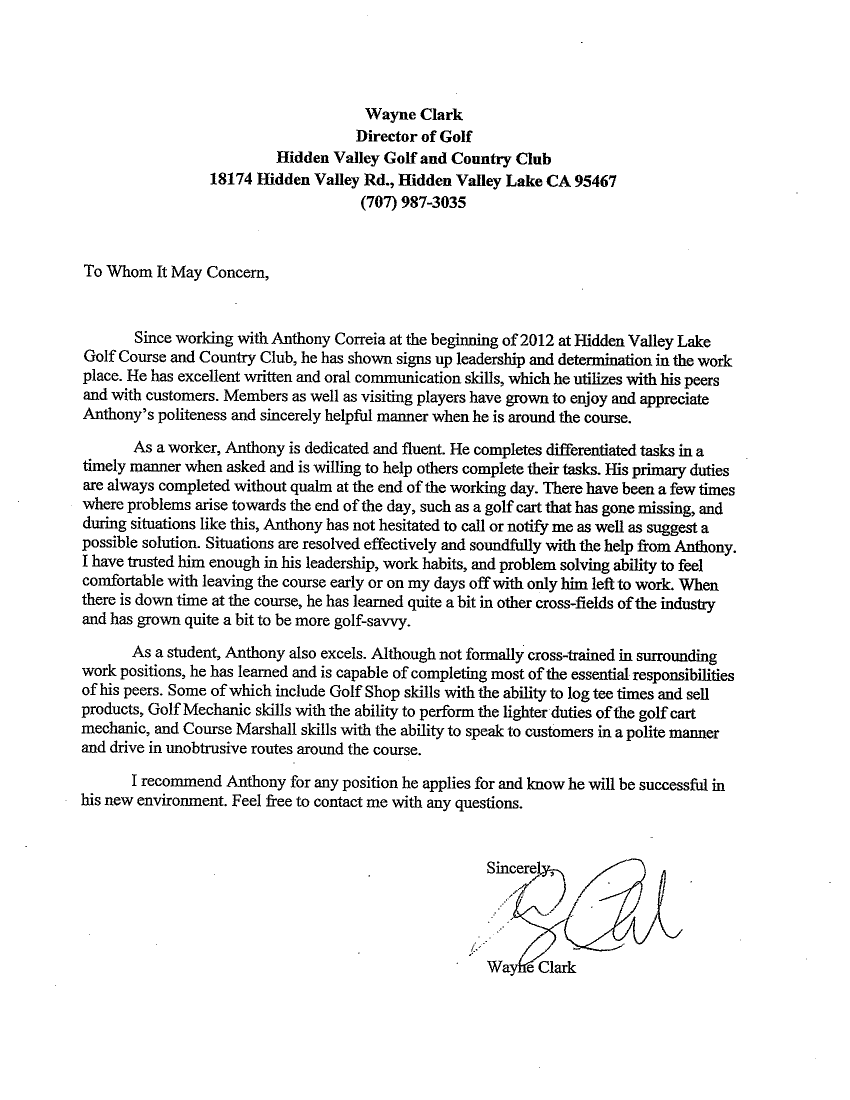 Wayne Clark
Director of Golf
Hidden Valley Golf and Country Club
18174 Hidden Valley Rd., Hidden Valley Lake CA 95467
(707) 987-3035
To Whom It May Concern,
Since working with Anthony Correia at the beginning of 2012 at Hidden Valley Lake
Golf Course and Country Club, he has shown signs up leadership and determination in the work
place. He has excellent written and oral communication skills, which he utilizes with his peers
and with customers. Members as well as visiting players have grown to enjoy and appreciate
Anthony's politeness and sincerely helpful manner when he is around the course.
As a worker, Anthony is dedicated and fluent. He completes differentiated tasks in a
timely manner when asked and is willing to help others complete their tasks. His primary duties
are always completed without qualm at the end of the working day. There have been a few times
where problems arise towards the end of the day, such as a golf cart that has gone missing, and
during situations like this, Anthony has not hesitated to call or notify me as well as suggest a
possible solution. Situations are resolved effectively and soundfully with the help from Anthony.
I have trusted him enough in his leadership, work habits, and problem solving ability to feel
comfortable with leaving the course early or on my days off with only him left to work. When
there is down time at the course, he has learned quite a bit in other cross-fields of the industry
and has grown quite a bit to be more golf-savvy.
As a student, Anthony also excels. Although not formally cross-trained in surrounding
work positions, he has learned and is capable of completing most of the essential responsibilities
of his peers. Some of which include Golf Shop skills with the ability to log tee times and sell
products, Golf Mechanic skills with the ability to perform the lighter duties of the golf cart
mechanic, and Course Marshall skills with the ability to speak to customers in a polite manner
and drive in unobtrusive routes around the course.
I recommend Anthony for any position he applies for and know he will be successful in
his new environment. Feel free to contact me with any questions.
Sincerely,
Wayne Clark